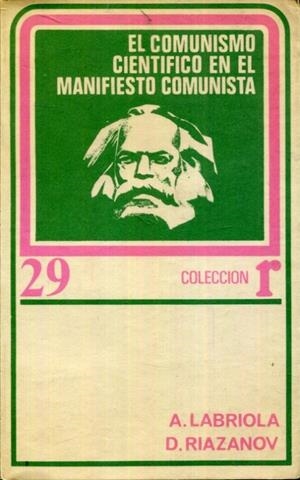 EL COMUNISMO
CIENTIFICO EN EL
MANIFIESTO COMUNISTA
29
COLECCION r
A. LABRIOLA
D. RIAZANOV